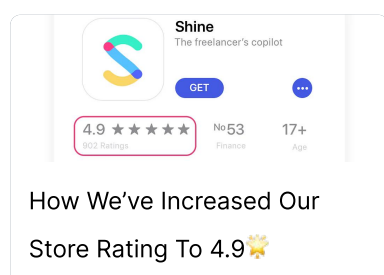 Shine
The freelancer's copilot
GET
4.9 ★★★★★ No53 17+
902 Ratings Finance Age
How We've Increased Our
Store Rating To 4.9🌟